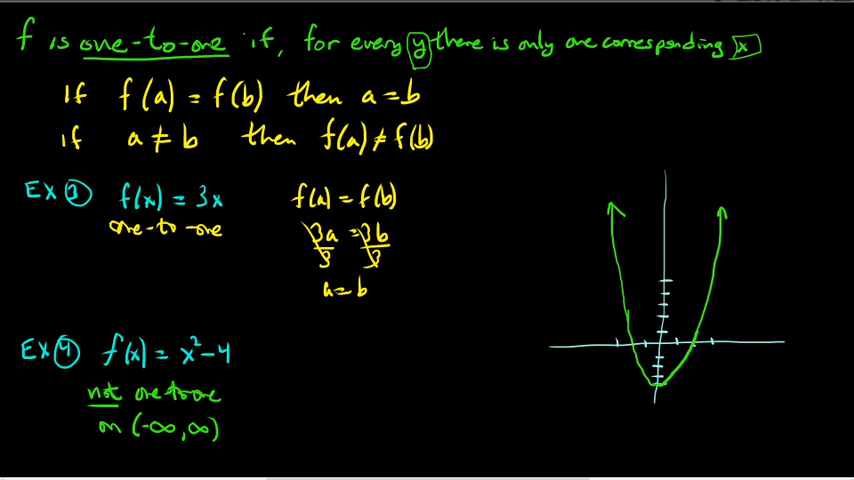 f is one-to-one if, for every y there is only one corresponding x
If f(a) = f(b) then a = b
if a ≠ b then f(a) ≠ f(b)
EX ③ f(x) = 3x f(a) = f(b)
one-to-one 3a = 3b
3 3
a = b
EX ④ f(x) = x² - 4
not one-to-one
on (-∞, ∞)